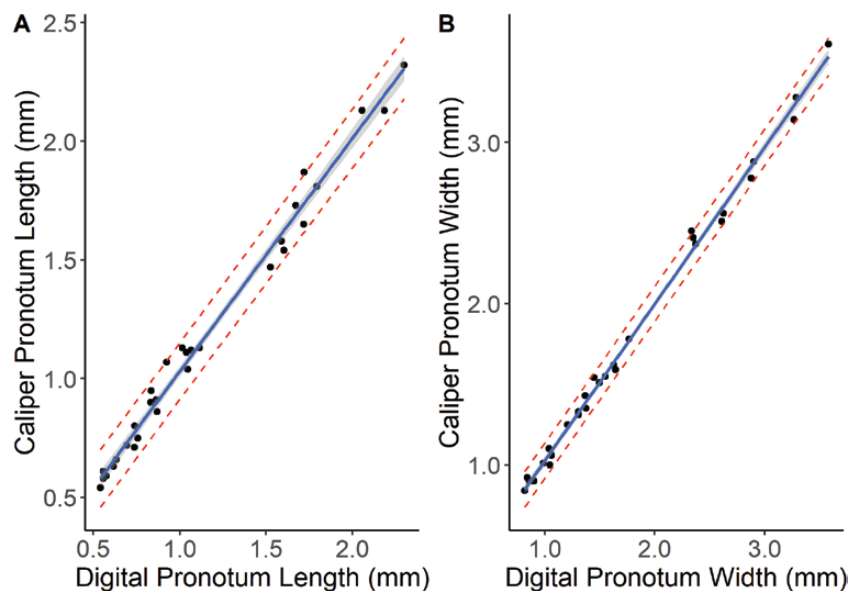 A
B
2.5
2.0
1.5
1.0
0.5
Caliper Pronotum Length (mm)
0.5 1.0 1.5 2.0
Digital Pronotum Length (mm)
3.0
2.0
1.0
Caliper Pronotum Width (mm)
1.0 2.0 3.0
Digital Pronotum Width (mm)